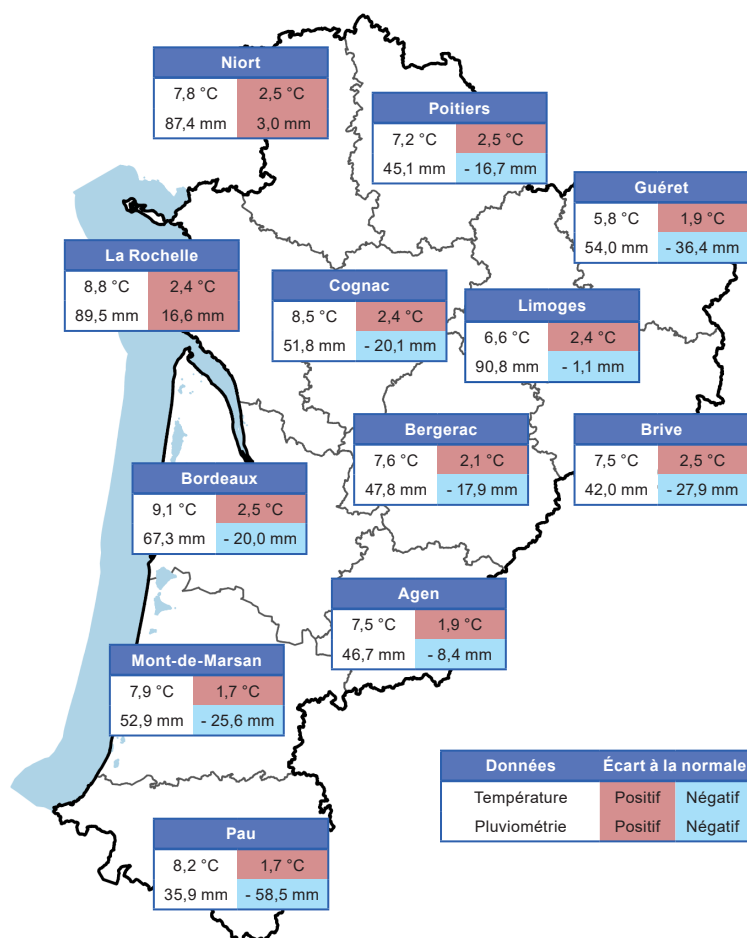 Niort
7,8 °C 2,5 °C
87,4 mm 3,0 mm
Poitiers
7,2 °C 2,5 °C
45,1 mm - 16,7 mm
Guéret
5,8 °C 1,9 °C
54,0 mm - 36,4 mm
La Rochelle
8,8 °C 2,4 °C
89,5 mm 16,6 mm
Cognac
8,5 °C 2,4 °C
51,8 mm - 20,1 mm
Limoges
6,6 °C 2,4 °C
90,8 mm - 1,1 mm
Bergerac
7,6 °C 2,1 °C
47,8 mm - 17,9 mm
Brive
7,5 °C 2,5 °C
42,0 mm - 27,9 mm
Bordeaux
9,1 °C 2,5 °C
67,3 mm - 20,0 mm
Agen
7,5 °C 1,9 °C
46,7 mm - 8,4 mm
Mont-de-Marsan
7,9 °C 1,7 °C
52,9 mm - 25,6 mm
Pau
8,2 °C 1,7 °C
35,9 mm - 58,5 mm
Données Écart à la normale
Température Positif Négatif
Pluviométrie Positif Négatif